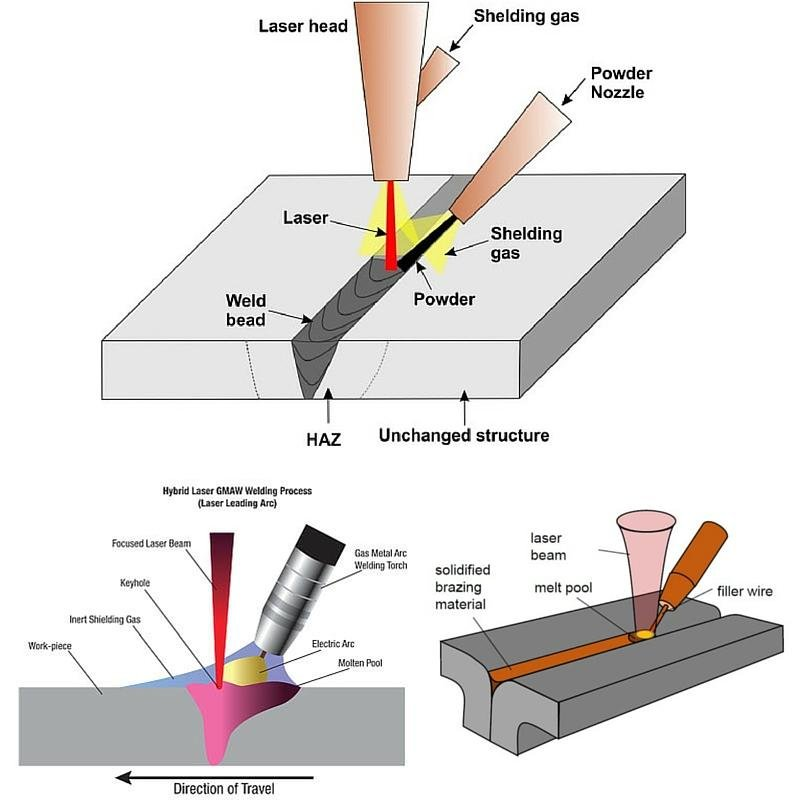 Laser head
Shelding gas
Powder
Nozzle
Laser
Shelding
gas
Powder
Weld
bead
HAZ
Unchanged structure
Hybrid Laser GMAW Welding Process
(Laser Leading Arc)
Focused Laser Beam
Gas Metal Arc
Welding Torch
Keyhole
Inert Shielding Gas
Electric Arc
Work-piece
Molten Pool
Direction of Travel
laser
beam
solidified
brazing
material
melt pool
filler wire